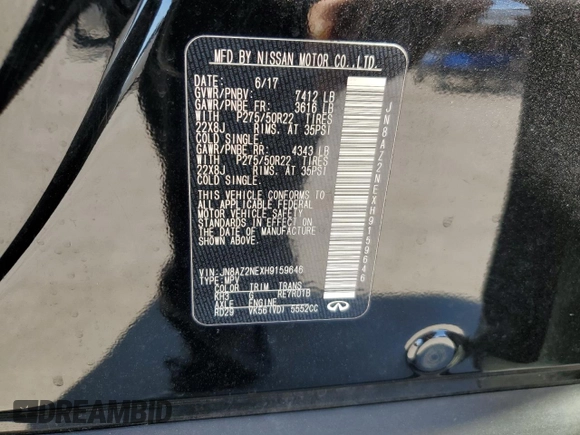 MFD BY NISSAN MOTOR CO.,LTD.
DATE: 6/17
GVWR/PNBV: 7412 LB
GAWR/PNBE FR: 3616 LB
WITH P275/50R22 TIRES
22X8J RIMS. AT 35PSI
COLD SINGLE.
GAWR/PNBE RR: 4343 LB
WITH P275/50R22 TIRES
22X8J RIMS. AT 35PSI
COLD SINGLE.
THIS VEHICLE CONFORMS TO
ALL APPLICABLE FEDERAL
MOTOR VEHICLE SAFETY
STANDARDS IN EFFECT ON
THE DATE OF MANUFACTURE
SHOWN ABOVE.
VIN: JN8AZ2NEXH9159646
TYPE: MPV
COLOR TRIM TRANS
KH3 G RE7R01B
AXLE ENGINE
RD29 VK56(VD) 5552CC
JN8AZ2NEXH9159646
INFINITI
DREAMBID